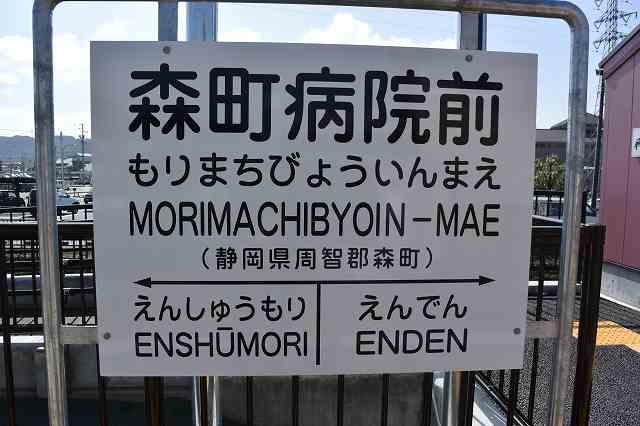 森町病院前
もりまちびょういんまえ
MORIMACHIBYOIN-MAE
(静岡県周智郡森町)
えんしゅうもり えんでん
ENSHŪMORI ENDEN